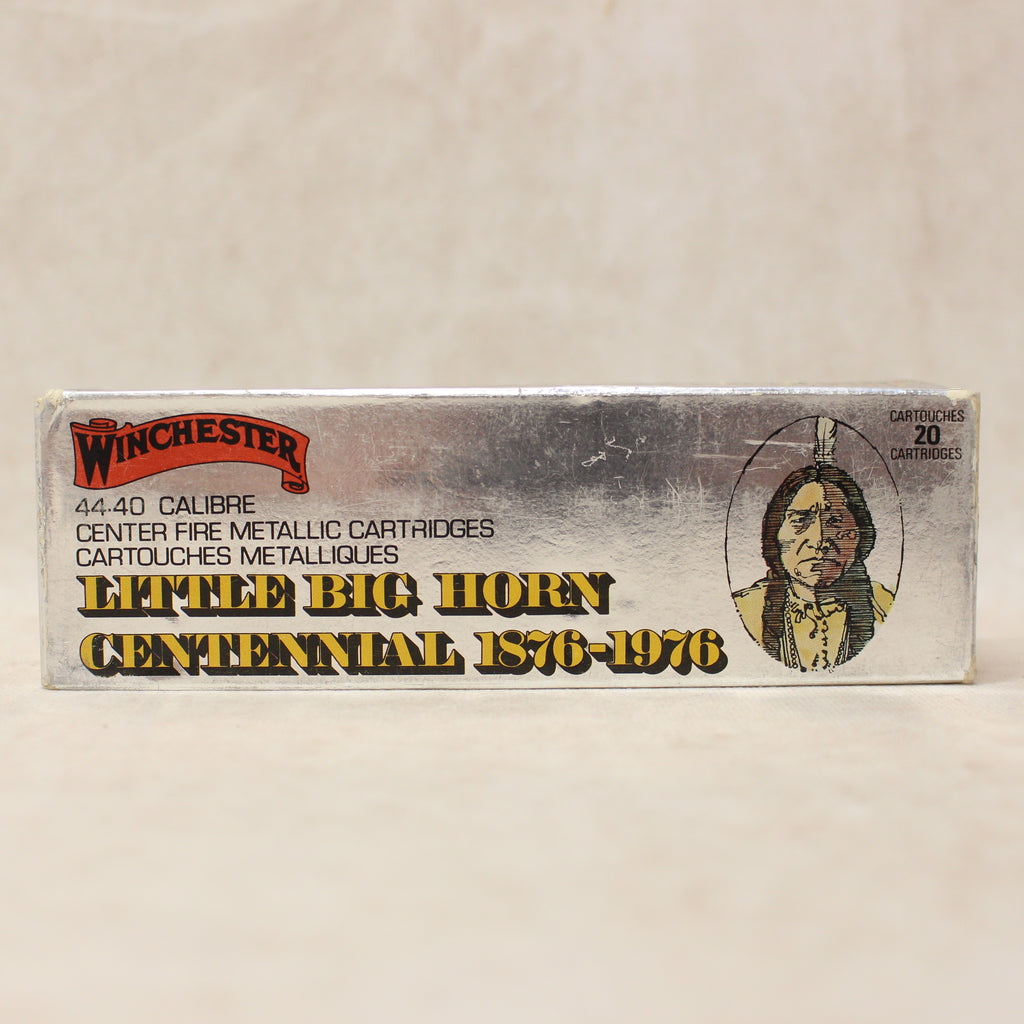 WINCHESTER
44-40 CALIBRE
CENTER FIRE METALLIC CARTRIDGES
CARTOUCHES METALLIQUES
LITTLE BIG HORN
CENTENNIAL 1876-1976
CARTOUCHES
20
CARTRIDGES